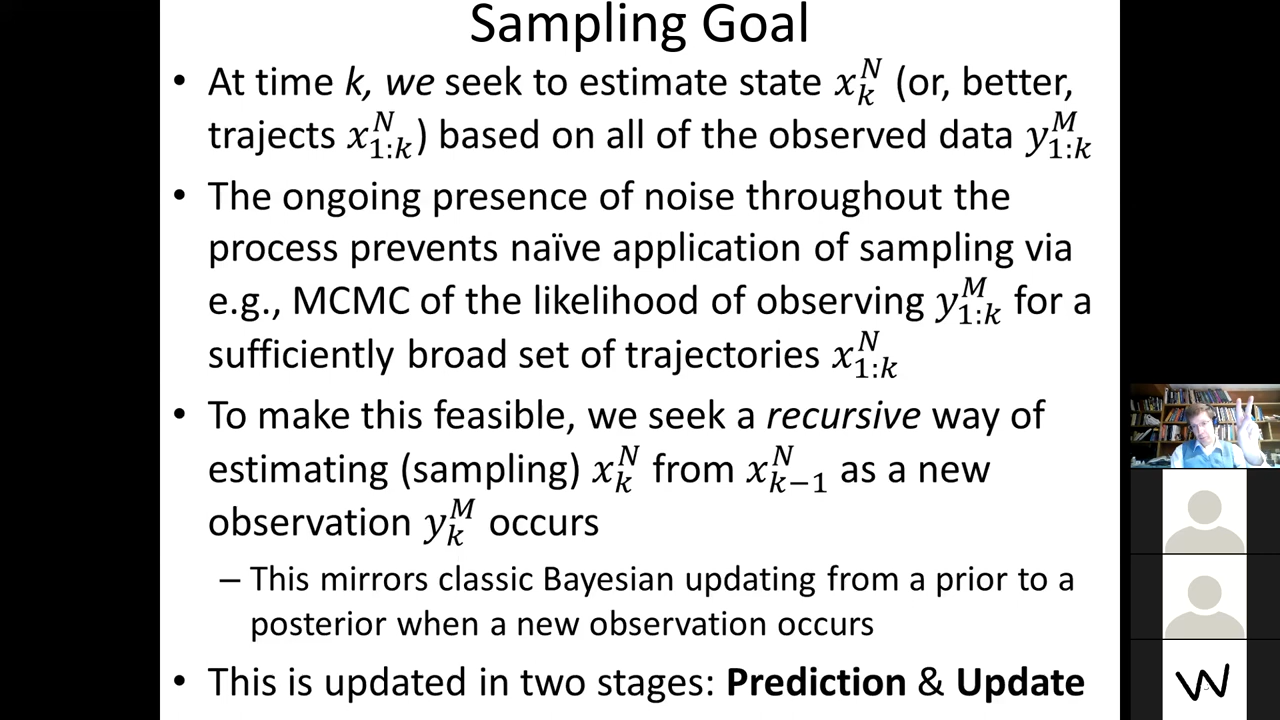 Sampling Goal
• At time k, we seek to estimate state x_k^N (or, better,
trajects x_{1:k}^N) based on all of the observed data y_{1:k}^M
• The ongoing presence of noise throughout the
process prevents naïve application of sampling via
e.g., MCMC of the likelihood of observing y_{1:k}^M for a
sufficiently broad set of trajectories x_{1:k}^N
• To make this feasible, we seek a recursive way of
estimating (sampling) x_k^N from x_{k−1}^N as a new
observation y_k^M occurs
– This mirrors classic Bayesian updating from a prior to a
posterior when a new observation occurs
• This is updated in two stages: Prediction & Update
W